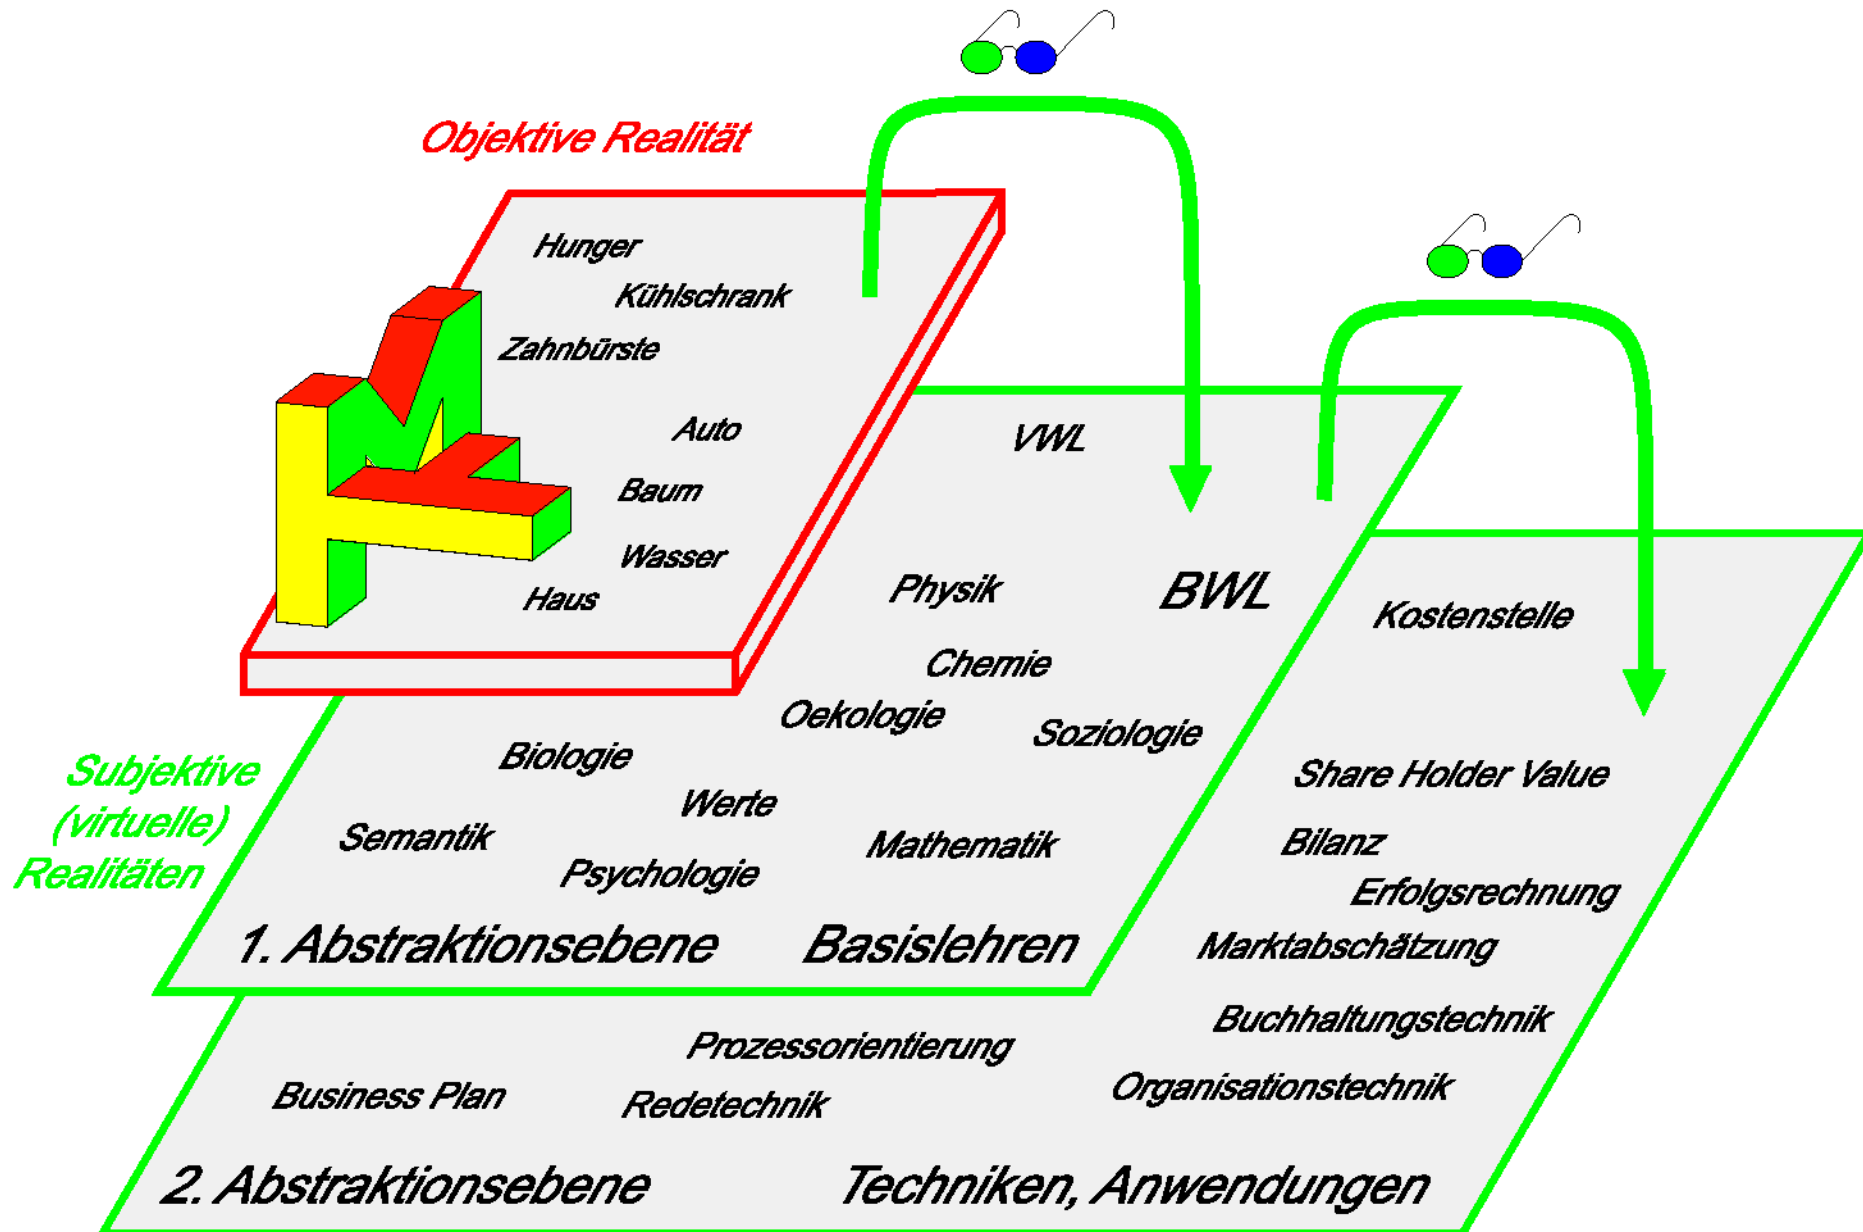 Objektive Realität
Hunger
Kühlschrank
Zahnbürste
Auto
Baum
Wasser
Haus
VWL
Physik
BWL
Chemie
Oekologie
Soziologie
Biologie
Werte
Semantik
Mathematik
Psychologie
1. Abstraktionsebene Basislehren
Subjektive
(virtuelle)
Realitäten
Kostenstelle
Share Holder Value
Bilanz
Erfolgsrechnung
Marktabschätzung
Buchhaltungstechnik
Prozessorientierung
Organisationstechnik
Business Plan
Redetechnik
2. Abstraktionsebene Techniken, Anwendungen